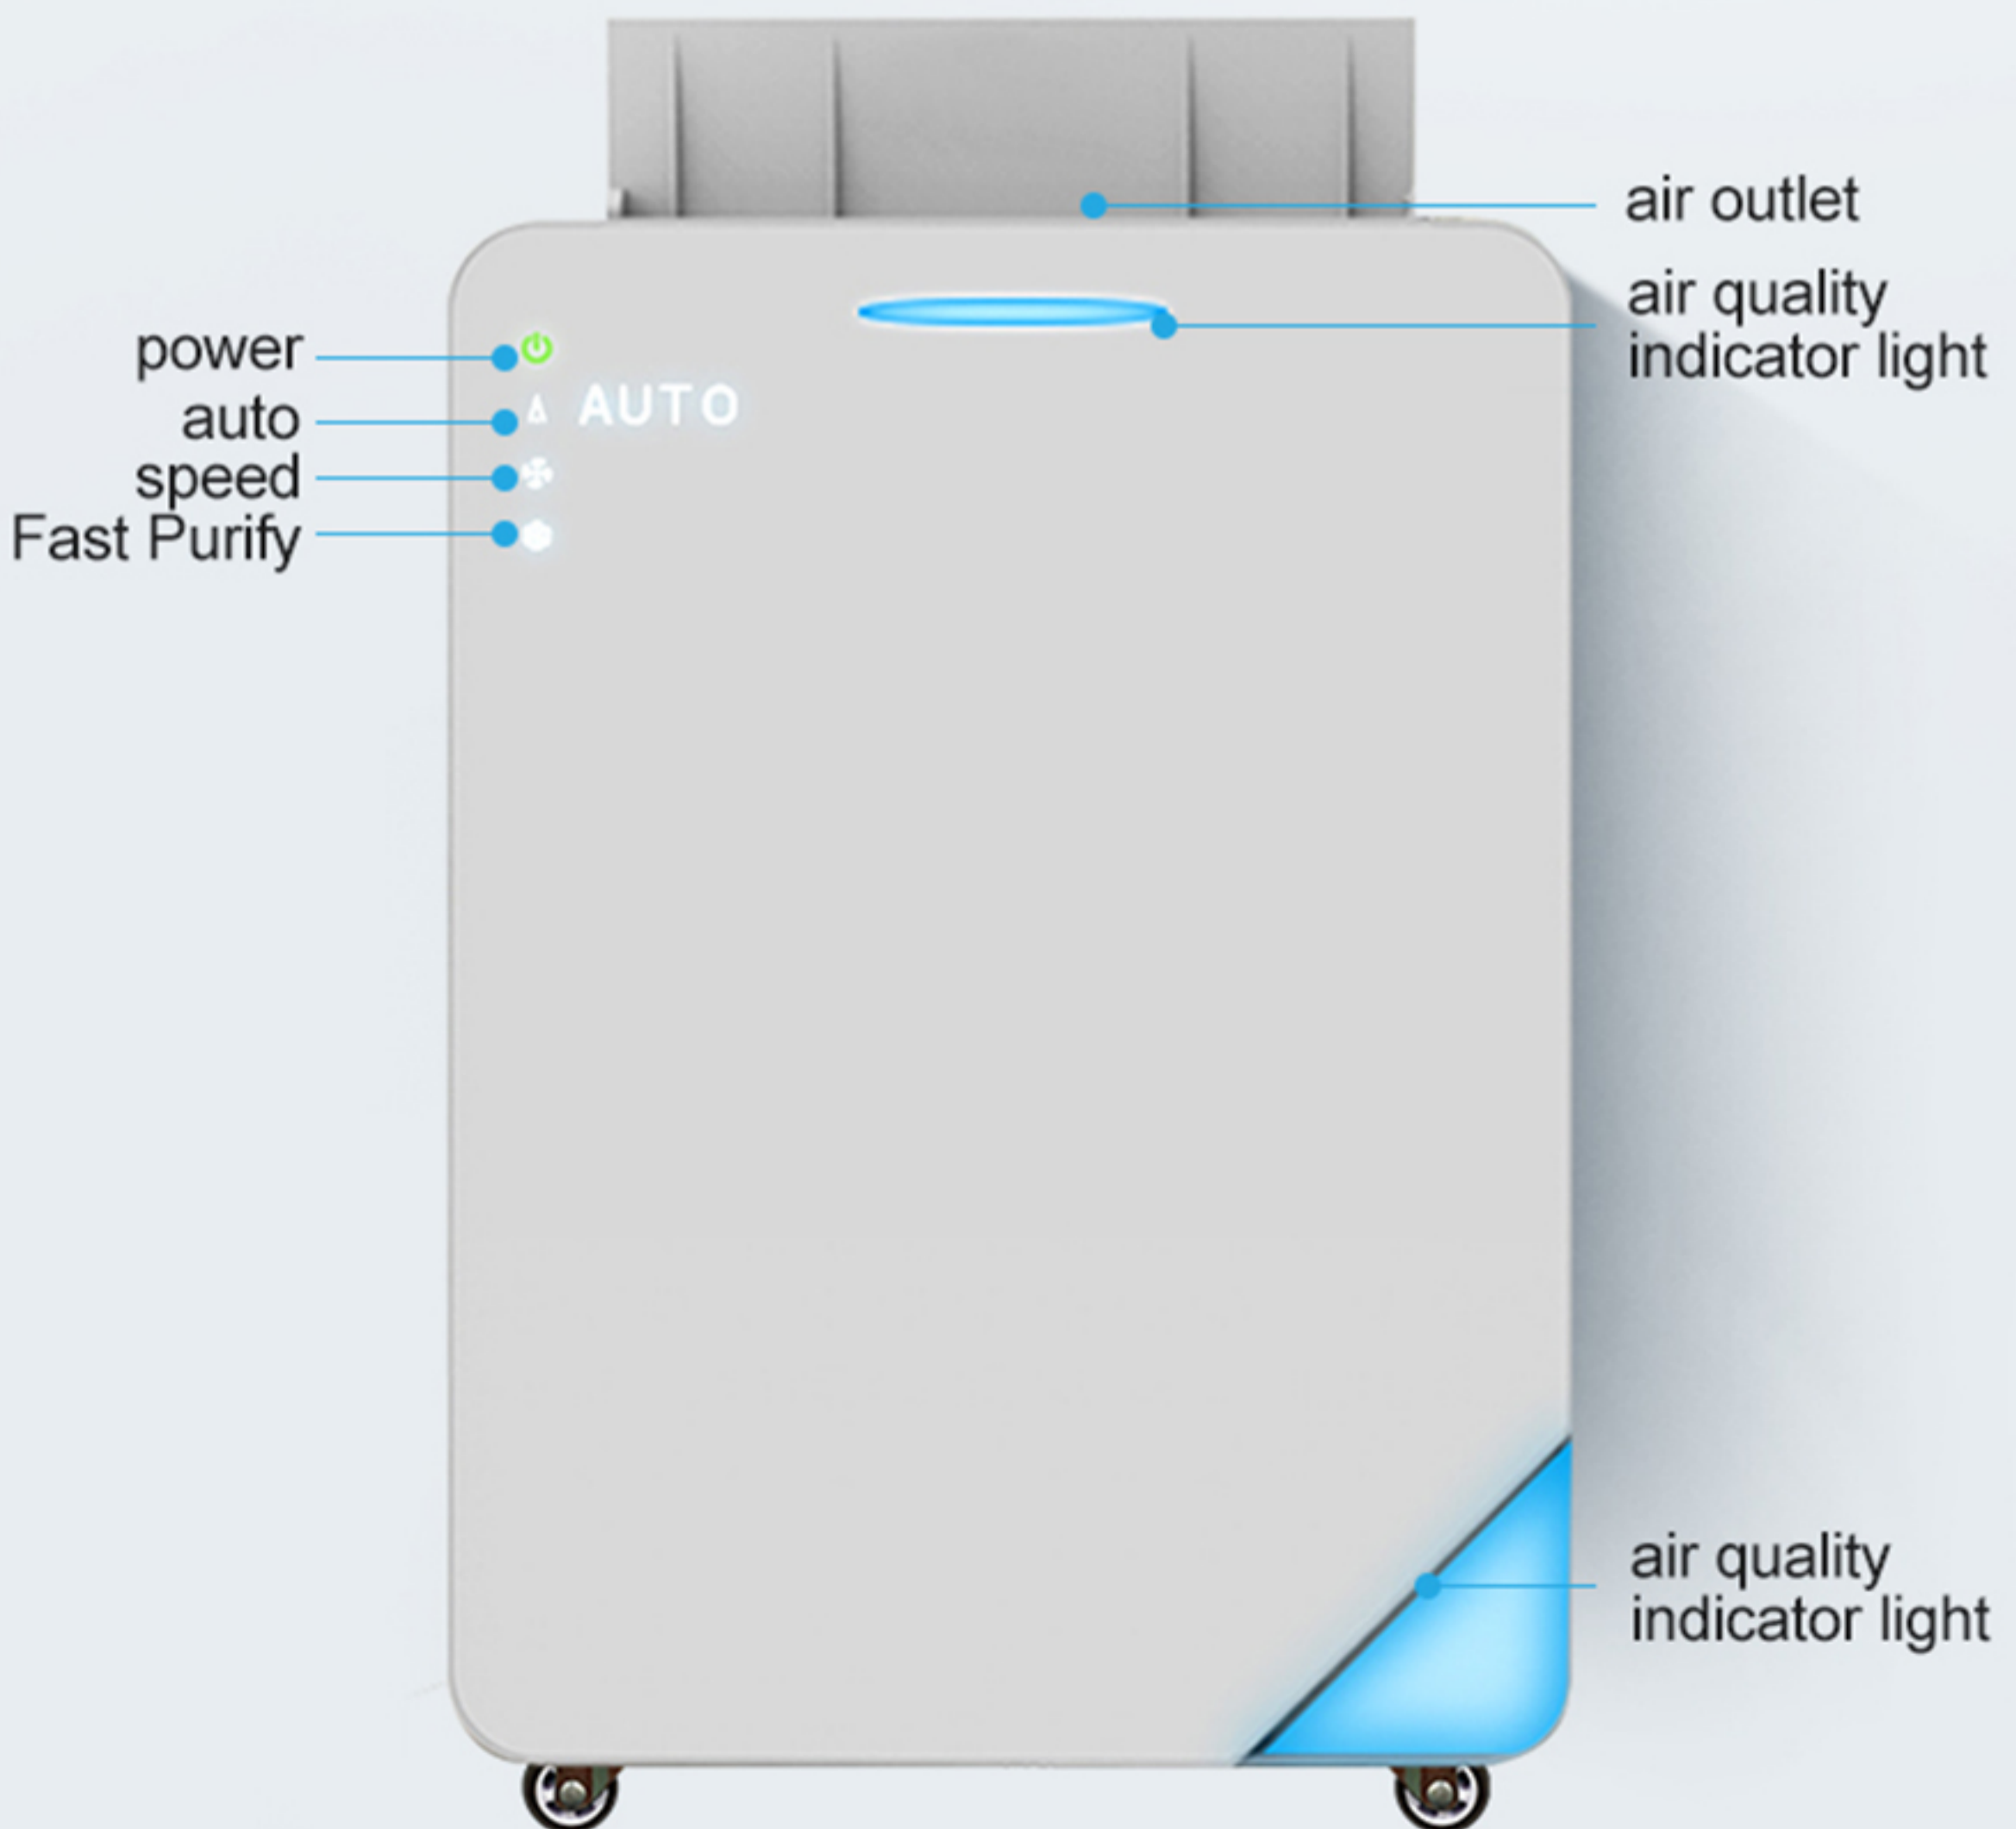 air outlet
air quality
indicator light
power
auto
AUTO
speed
Fast Purify
air quality
indicator light